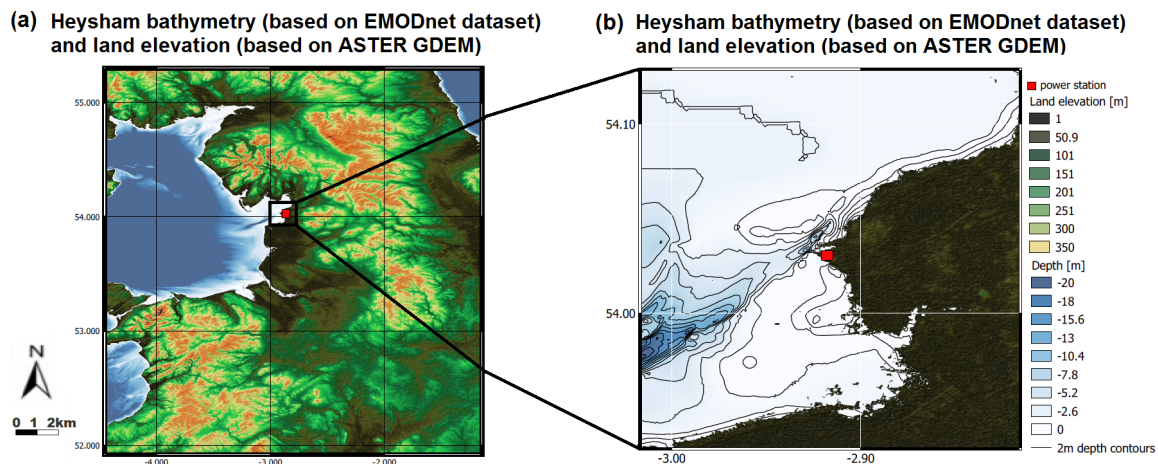 (a) Heysham bathymetry (based on EMODnet dataset)
and land elevation (based on ASTER GDEM)
55.000
54.000
53.000
52.000
-4.000
-3.000
-2.000
N
0 1 2km
(b) Heysham bathymetry (based on EMODnet dataset)
and land elevation (based on ASTER GDEM)
54.10
54.00
-3.00
-2.90
power station
Land elevation [m]
1
50.9
101
151
201
251
300
350
Depth [m]
-20
-18
-15.6
-13
-10.4
-7.8
-5.2
-2.6
0
2m depth contours